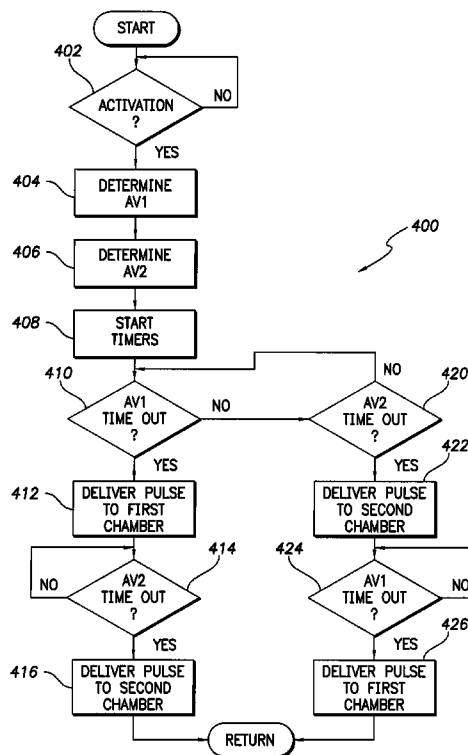 START
402
ACTIVATION
?
NO
YES
404
DETERMINE
AV1
400
406
DETERMINE
AV2
408
START
TIMERS
410
NO
420
AV1
TIME OUT
?
NO
AV2
TIME OUT
?
YES
YES
422
412
DELIVER PULSE
TO FIRST
CHAMBER
DELIVER PULSE
TO SECOND
CHAMBER
414
424
NO
AV2
TIME OUT
?
AV1
TIME OUT
?
NO
YES
YES
426
416
DELIVER PULSE
TO SECOND
CHAMBER
DELIVER PULSE
TO FIRST
CHAMBER
RETURN